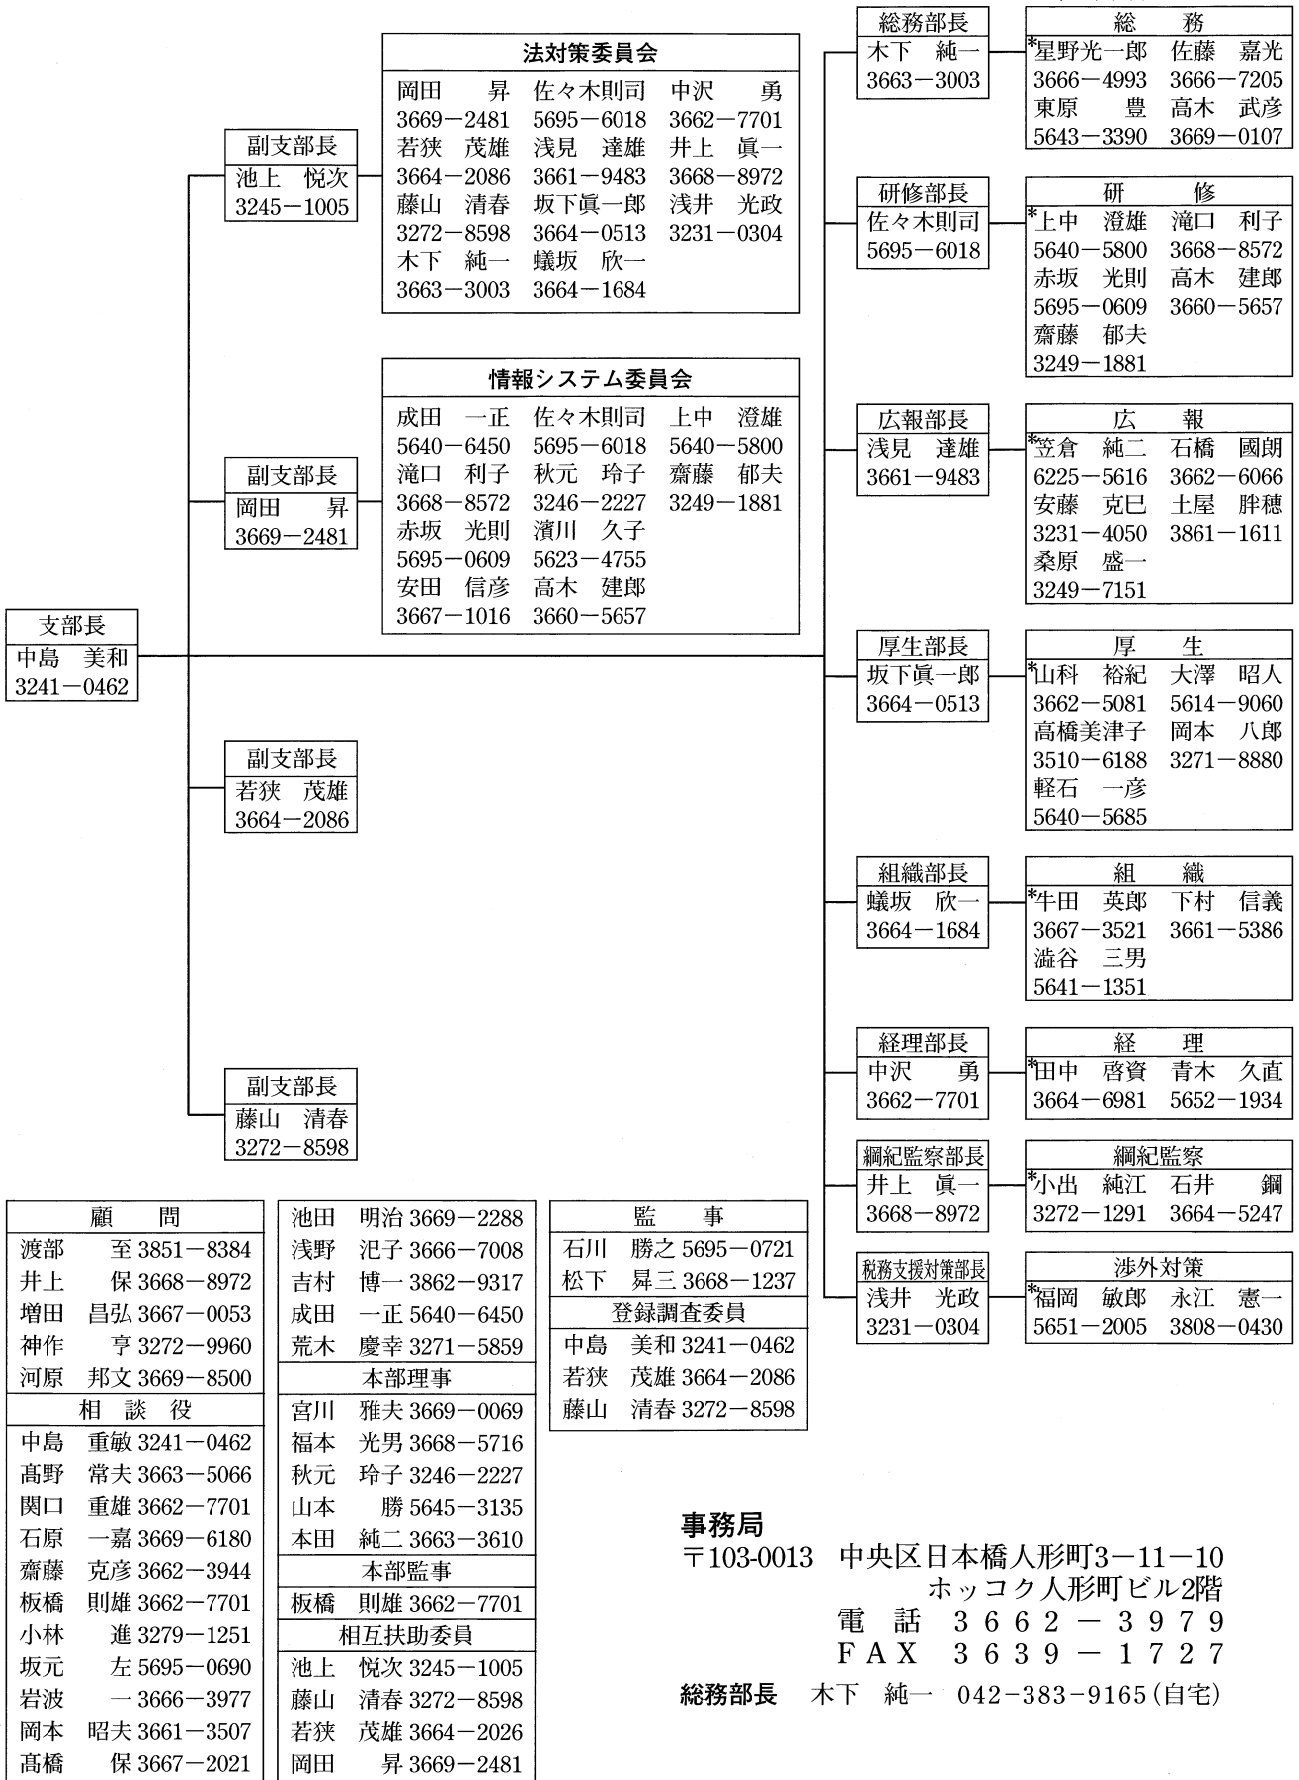 支部長
中島　美和
3241－0462
副支部長
池上　悦次
3245－1005
法対策委員会
岡田　　昇　佐々木則司　中沢　　勇
3669－2481　5695－6018　3662－7701
若狭　茂雄　浅見　達雄　井上　眞一
3664－2086　3661－9483　3668－8972
藤山　清春　坂下眞一郎　浅井　光政
3272－8598　3664－0513　3231－0304
木下　純一　蟻坂　欣一
3663－3003　3664－1684
副支部長
岡田　　昇
3669－2481
情報システム委員会
成田　一正　佐々木則司　上中　澄雄
5640－6450　5695－6018　5640－5800
滝口　利子　秋元　玲子　齋藤　郁夫
3668－8572　3246－2227　3249－1881
赤坂　光則　濱川　久子
5695－0609　5623－4755
安田　信彦　高木　建郎
3667－1016　3660－5657
副支部長
若狭　茂雄
3664－2086
副支部長
藤山　清春
3272－8598
総務部長
木下　純一
3663－3003
総　　務
*星野光一郎　佐藤　嘉光
3666－4993　3666－7205
東原　　豊　高木　武彦
5643－3390　3669－0107
研修部長
佐々木則司
5695－6018
研　　修
*上中　澄雄　滝口　利子
5640－5800　3668－8572
赤坂　光則　高木　建郎
5695－0609　3660－5657
齋藤　郁夫
3249－1881
広報部長
浅見　達雄
3661－9483
広　　報
*笠倉　純二　石橋　國朗
6225－5616　3662－6066
安藤　克巳　土屋　胖穂
3231－4050　3861－1611
桑原　盛一
3249－7151
厚生部長
坂下眞一郎
3664－0513
厚　　生
*山科　裕紀　大澤　昭人
3662－5081　5614－9060
高橋美津子　岡本　八郎
3510－6188　3271－8880
軽石　一彦
5640－5685
組織部長
蟻坂　欣一
3664－1684
組　　織
*牛田　英郎　下村　信義
3667－3521　3661－5386
澁谷　三男
5641－1351
経理部長
中沢　　勇
3662－7701
経　　理
*田中　啓資　青木　久直
3664－6981　5652－1934
綱紀監察部長
井上　眞一
3668－8972
綱紀監察
*小出　純江　石井　　鋼
3272－1291　3664－5247
税務支援対策部長
浅井　光政
3231－0304
渉外対策
*福岡　敏郎　永江　憲一
5651－2005　3808－0430
顧　　問
渡部　　至 3851－8384
井上　　保 3668－8972
増田　昌弘 3667－0053
神作　　亨 3272－9960
河原　邦文 3669－8500
相　談　役
中島　重敏 3241－0462
髙野　常夫 3663－5066
関口　重雄 3662－7701
石原　一嘉 3669－6180
齋藤　克彦 3662－3944
板橋　則雄 3662－7701
小林　　進 3279－1251
坂元　　左 5695－0690
岩波　　一 3666－3977
岡本　昭夫 3661－3507
髙橋　　保 3667－2021
池田　明治 3669－2288
浅野　汜子 3666－7008
吉村　博一 3862－9317
成田　一正 5640－6450
荒木　慶幸 3271－5859
本部理事
宮川　雅夫 3669－0069
福本　光男 3668－5716
秋元　玲子 3246－2227
山本　　勝 5645－3135
本田　純二 3663－3610
本部監事
板橋　則雄 3662－7701
相互扶助委員
池上　悦次 3245－1005
藤山　清春 3272－8598
若狭　茂雄 3664－2026
岡田　　昇 3669－2481
監　　事
石川　勝之 5695－0721
松下　昇三 3668－1237
登録調査委員
中島　美和 3241－0462
若狭　茂雄 3664－2086
藤山　清春 3272－8598
事務局
〒103-0013　中央区日本橋人形町3－11－10
ホッコク人形町ビル2階
電　話　3662－3979
FAX　3639－1727
総務部長　木下　純一　042-383-9165(自宅)